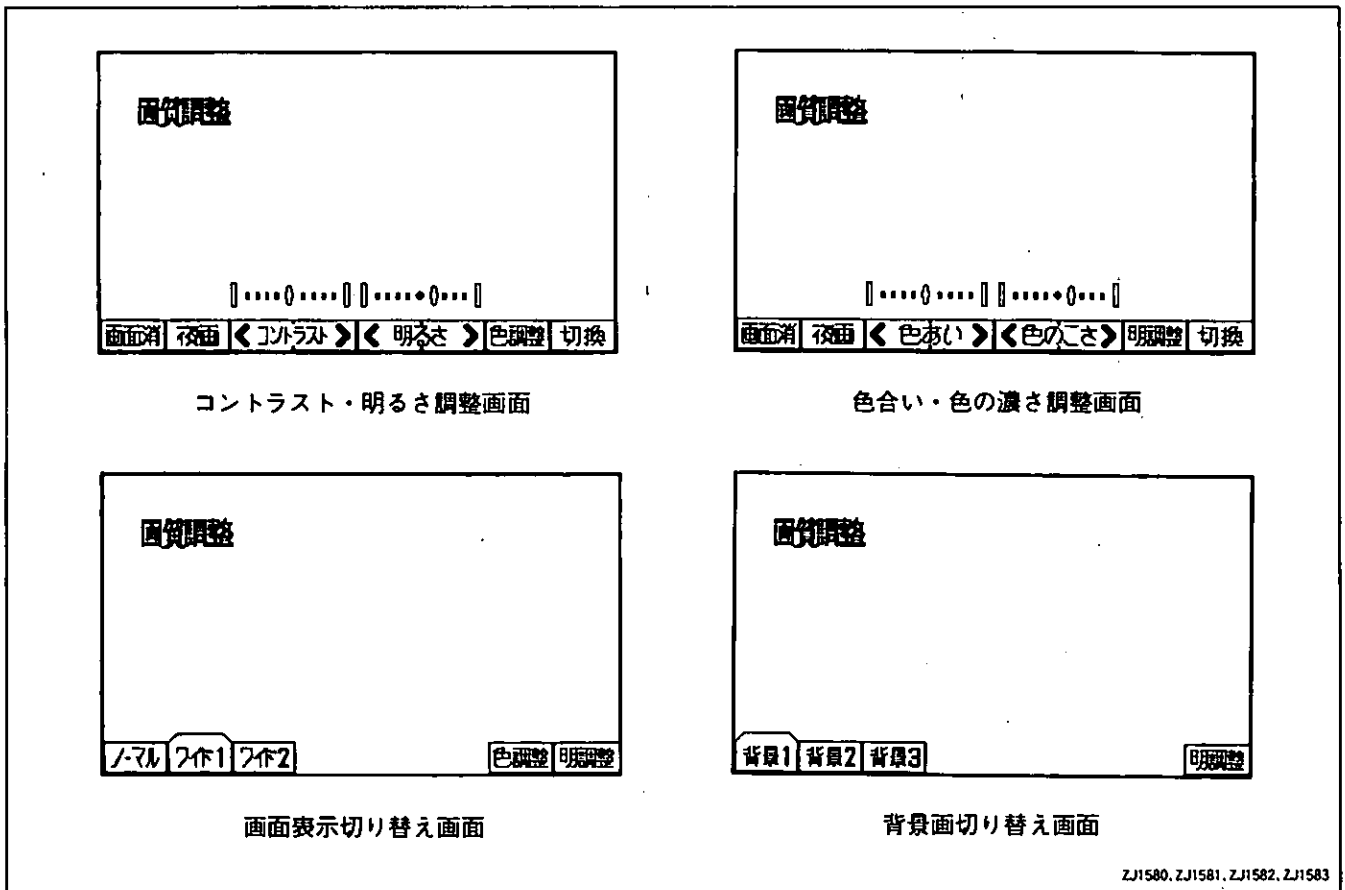 画質調整
画面消 夜画 < コントラスト > < 明るさ > 色調整 切換
コントラスト・明るさ調整画面
画質調整
画面消 夜画 < 色あい > < 色のこさ > 明調整 切換
色合い・色の濃さ調整画面
画質調整
ノーマル ワイド1 ワイド2 色調整 明調整
画面表示切り替え画面
画質調整
背景1 背景2 背景3 明調整
背景画切り替え画面
ZJ1580, ZJ1581, ZJ1582, ZJ1583